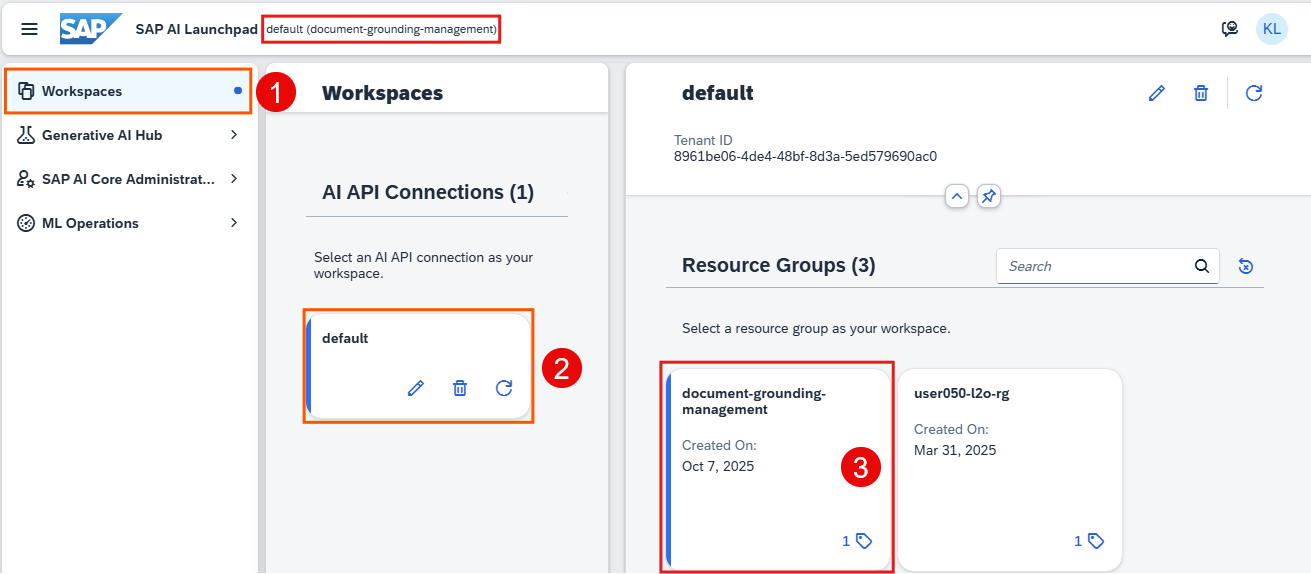 SAP SAP AI Launchpad default (document-grounding-management) KL
Workspaces
1
Generative AI Hub
SAP AI Core Administrat...
ML Operations
Workspaces
AI API Connections (1)
Select an AI API connection as your
workspace.
default
2
default
Tenant ID
8961be06-4de4-48bf-8d3a-5ed579690ac0
Resource Groups (3)
Search
Select a resource group as your workspace.
document-grounding-
management
Created On:
Oct 7, 2025
3
1
user050-l2o-rg
Created On:
Mar 31, 2025
1